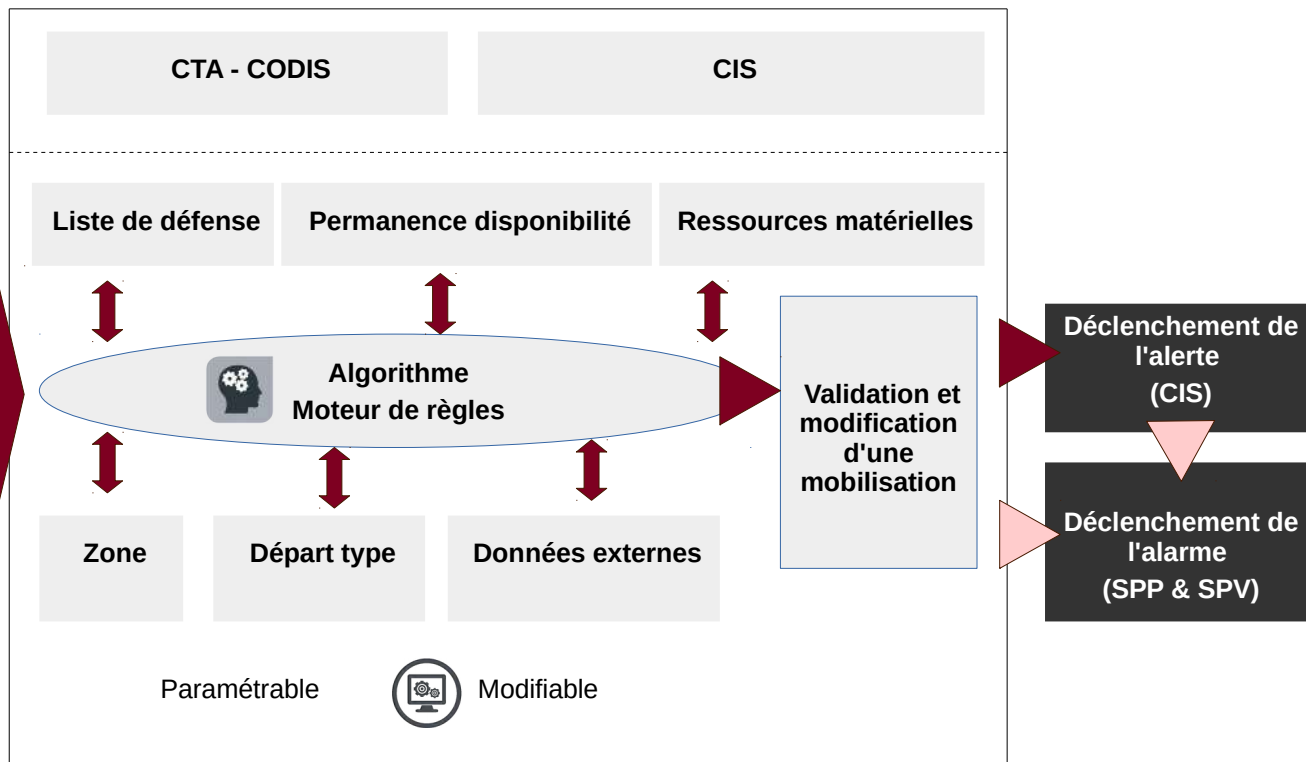 CTA - CODIS
CIS
Liste de défense
Permanence disponibilité
Ressources matérielles
Algorithme
Moteur de règles
Validation et
modification
d'une
mobilisation
Déclenchement de
l'alerte
(CIS)
Déclenchement de
l'alarme
(SPP & SPV)
Zone
Départ type
Données externes
Paramétrable
Modifiable